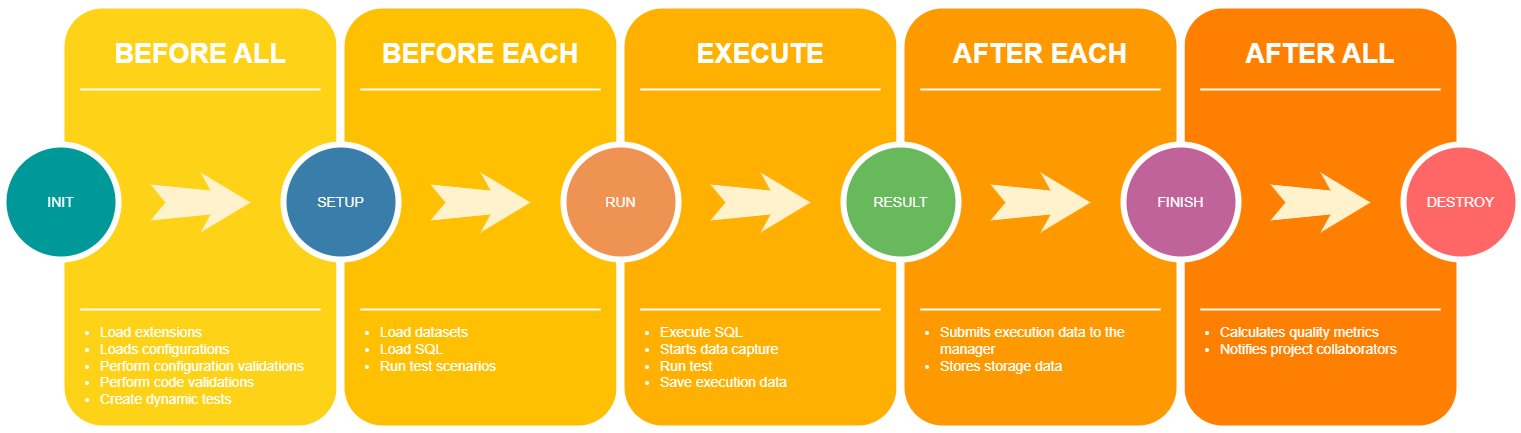 BEFORE ALL
BEFORE EACH
EXECUTE
AFTER EACH
AFTER ALL
INIT
SETUP
RUN
RESULT
FINISH
DESTROY
• Load extensions
• Loads configurations
• Perform configuration validations
• Perform code validations
• Create dynamic tests
• Load datasets
• Load SQL
• Run test scenarios
• Execute SQL
• Starts data capture
• Run test
• Save execution data
• Submits execution data to the
manager
• Stores storage data
• Calculates quality metrics
• Notifies project collaborators